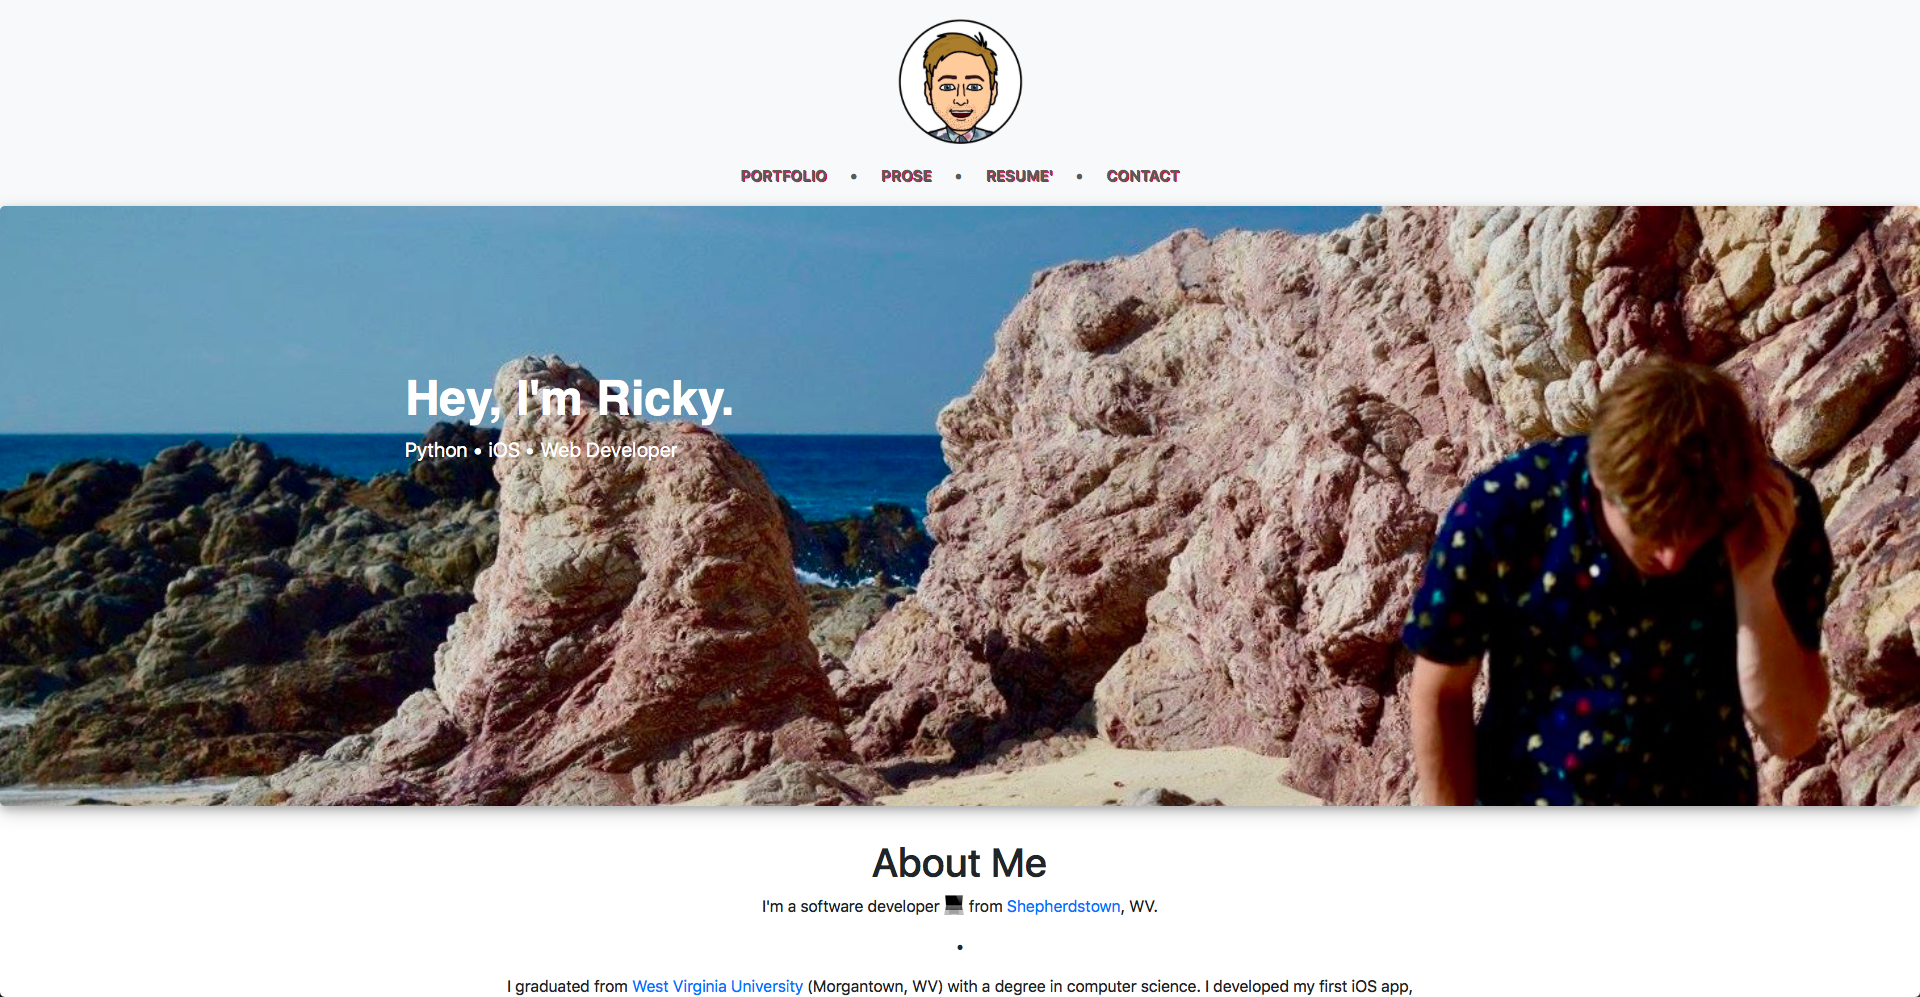 PORTFOLIO • PROSE • RESUME' • CONTACT
Hey, I'm Ricky.
Python • iOS • Web Developer
About Me
I'm a software developer 💻 from Shepherdstown, WV.
•
I graduated from West Virginia University (Morgantown, WV) with a degree in computer science. I developed my first iOS app,